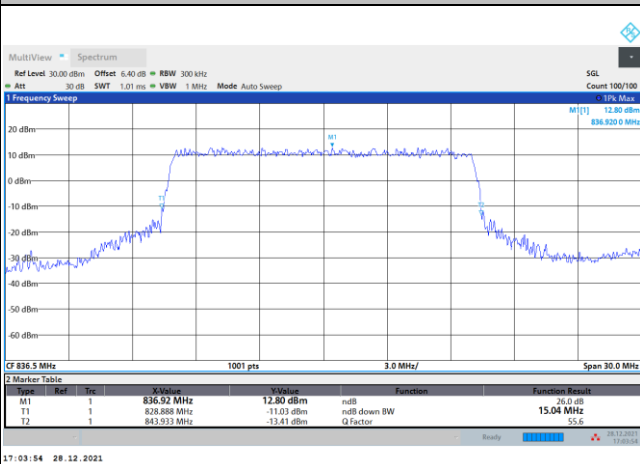 MultiView Spectrum
Ref Level 30.00 dBm Offset 6.40 dB RBW 300 kHz SGL
Att 30 dB SWT 1.01 ms VBW 1 MHz Mode Auto Sweep Count 100/100
1 Frequency Sweep 1Pk Max
M1[1] 12.80 dBm
836.920 0 MHz
20 dBm
M1
10 dBm
0 dBm
T1
-10 dBm
-20 dBm
-30 dBm
-40 dBm
-50 dBm
-60 dBm
CF 836.5 MHz 1001 pts 3.0 MHz/ Span 30.0 MHz
2 Marker Table
Type Ref Trc X-Value Y-Value Function Function Result
M1 1 836.92 MHz 12.80 dBm ndB 26.0 dB
T1 1 828.888 MHz -11.03 dBm ndB down BW 15.04 MHz
T2 1 843.933 MHz -13.41 dBm Q Factor 55.6
Ready 28.12.2021
17:03:54
17:03:54 28.12.2021